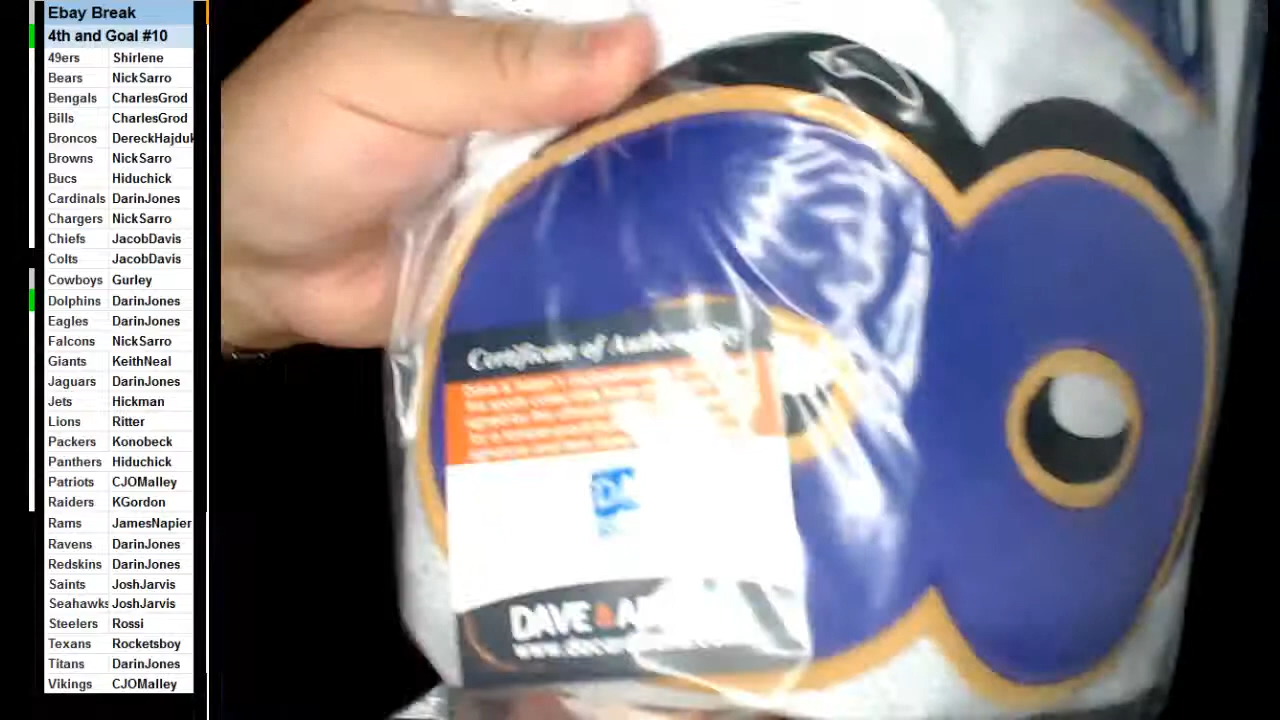 Ebay Break
4th and Goal #10
49ers Shirlene
Bears NickSarro
Bengals CharlesGrod
Bills CharlesGrod
Broncos DereckHajduk
Browns NickSarro
Bucs Hiduchick
Cardinals DarinJones
Chargers NickSarro
Chiefs JacobDavis
Colts JacobDavis
Cowboys Gurley
Dolphins DarinJones
Eagles DarinJones
Falcons NickSarro
Giants KeithNeal
Jaguars DarinJones
Jets Hickman
Lions Ritter
Packers Konobeck
Panthers Hiduchick
Patriots CJOMalley
Raiders KGordon
Rams JamesNapier
Ravens DarinJones
Redskins DarinJones
Saints JoshJarvis
Seahawks JoshJarvis
Steelers Rossi
Texans Rocketsboy
Titans DarinJones
Vikings CJOMalley
Certificate of Authenticity
DAVE